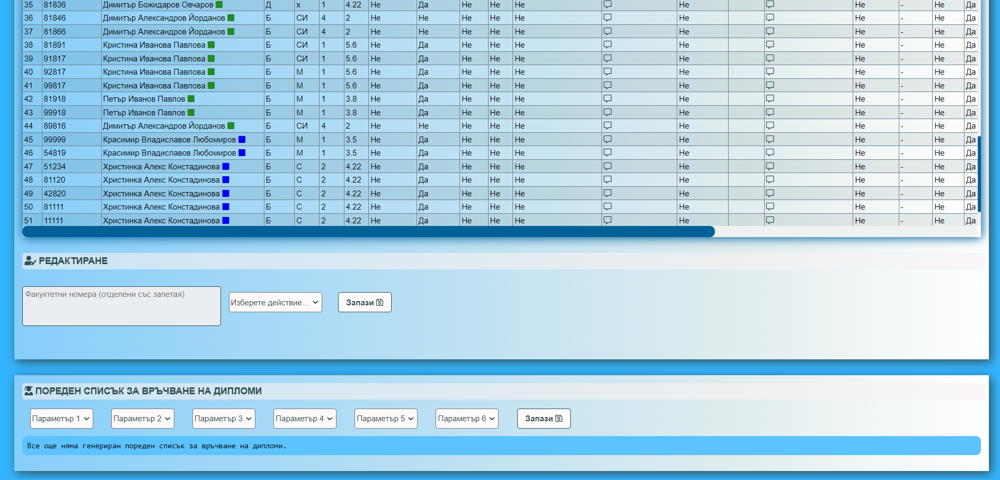 35 81836 Димитър Божидаров Овчаров Д х 1 4.22 Не Да Не Не Не Не Не - Не Да
36 81846 Димитър Александров Йорданов Б СИ 4 2 Не Не Не Не Не Не Не - Не Да
37 81866 Димитър Александров Йорданов Б СИ 4 2 Не Не Не Не Не Не Не - Не Да
38 81891 Кристина Иванова Павлова Б СИ 1 5.6 Не Да Не Не Не Не Не - Не Да
39 91817 Кристина Иванова Павлова Б СИ 1 5.6 Не Да Не Не Не Не Не - Не Да
40 92817 Кристина Иванова Павлова Б М 1 5.6 Не Да Не Не Не Не Не - Не Да
41 99817 Кристина Иванова Павлова Б М 1 5.6 Не Да Не Не Не Не Не - Не Да
42 81918 Петър Иванов Павлов Б М 1 3.8 Не Да Не Не Не Не Не - Не Да
43 99918 Петър Иванов Павлов Б М 1 3.8 Не Да Не Не Не Не Не - Не Да
44 89816 Димитър Александров Йорданов Б СИ 4 2 Не Не Не Не Не Не Не - Не Да
45 99999 Красимир Владиславов Любомиров Б М 1 3.5 Не Да Не Не Не Не Не - Не Да
46 54819 Красимир Владиславов Любомиров Б М 1 3.5 Не Да Не Не Не Не Не - Не Да
47 51234 Христинка Алекс Констадинова Б С 2 4.22 Не Да Не Не Не Не Не - Не Да
48 81120 Христинка Алекс Констадинова Б С 2 4.22 Не Да Не Не Не Не Не - Не Да
49 42820 Христинка Алекс Констадинова Б С 2 4.22 Не Да Не Не Не Не Не - Не Да
50 81111 Христинка Алекс Констадинова Б С 2 4.22 Не Да Не Не Не Не Не - Не Да
51 11111 Христинка Алекс Констадинова Б С 2 4.22 Не Да Не Не Не Не Не - Не Да
РЕДАКТИРАНЕ
Факуктетни номера (отделени със запетая)
Изберете действие... Запази
ПОРЕДЕН СПИСЪК ЗА ВРЪЧВАНЕ НА ДИПЛОМИ
Параметър 1 Параметър 2 Параметър 3 Параметър 4 Параметър 5 Параметър 6 Запази
Все още няма генериран пореден списък за връчване на дипломи.